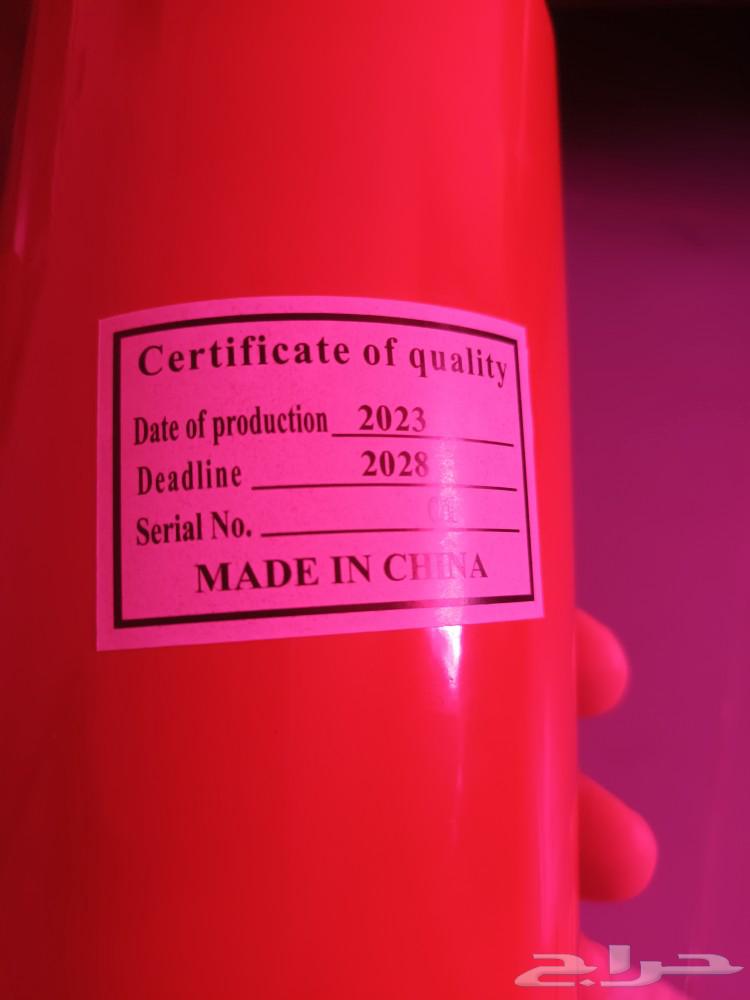 Certificate of quality
Date of production 2023
Deadline 2028
Serial No.
MADE IN CHINA
حراج